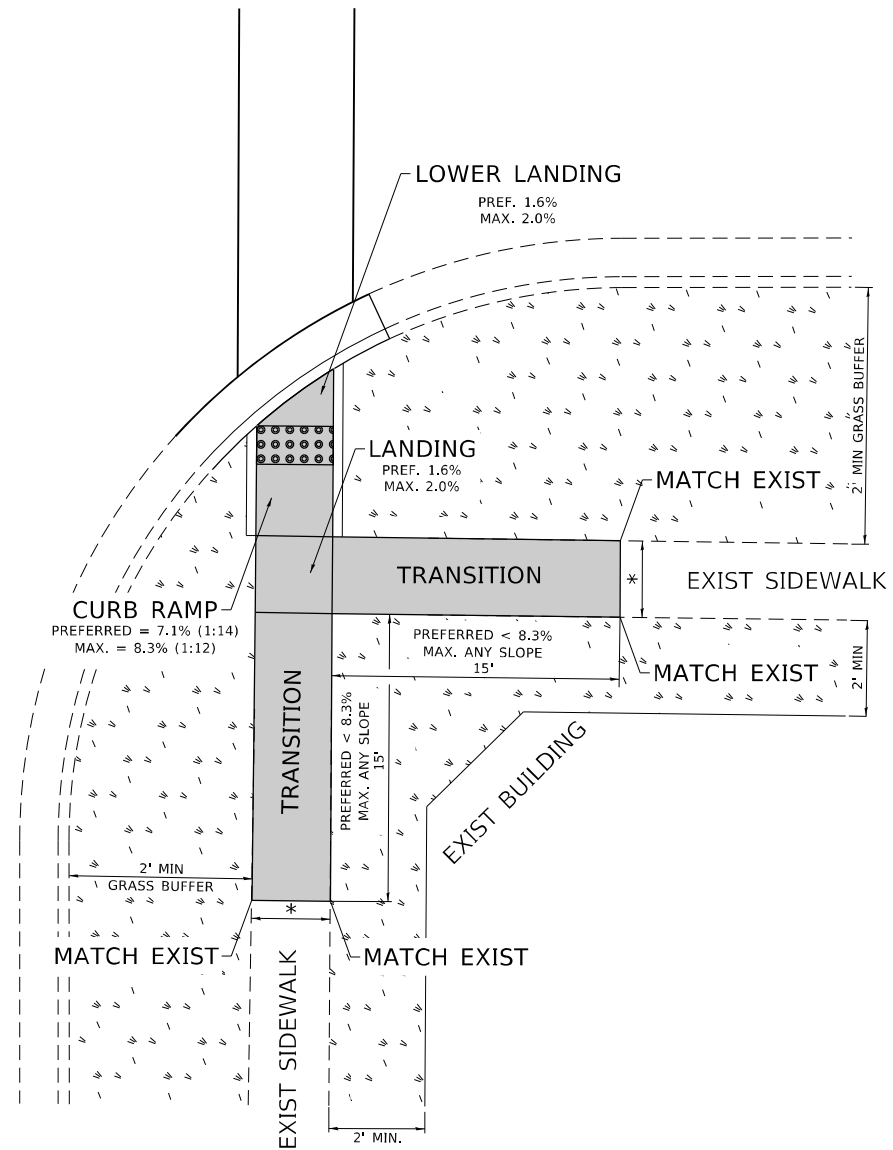 LOWER LANDING
PREF. 1.6%
MAX. 2.0%
2' MIN GRASS BUFFER
LANDING
PREF. 1.6%
MAX. 2.0%
MATCH EXIST
TRANSITION
*
EXIST SIDEWALK
CURB RAMP
PREFERRED = 7.1% (1:14)
MAX. = 8.3% (1:12)
PREFERRED < 8.3%
MAX. ANY SLOPE
15'
MATCH EXIST
2' MIN
TRANSITION
PREFERRED < 8.3%
MAX. ANY SLOPE
15'
EXIST BUILDING
2' MIN
GRASS BUFFER
*
MATCH EXIST
MATCH EXIST
EXIST SIDEWALK
2' MIN.